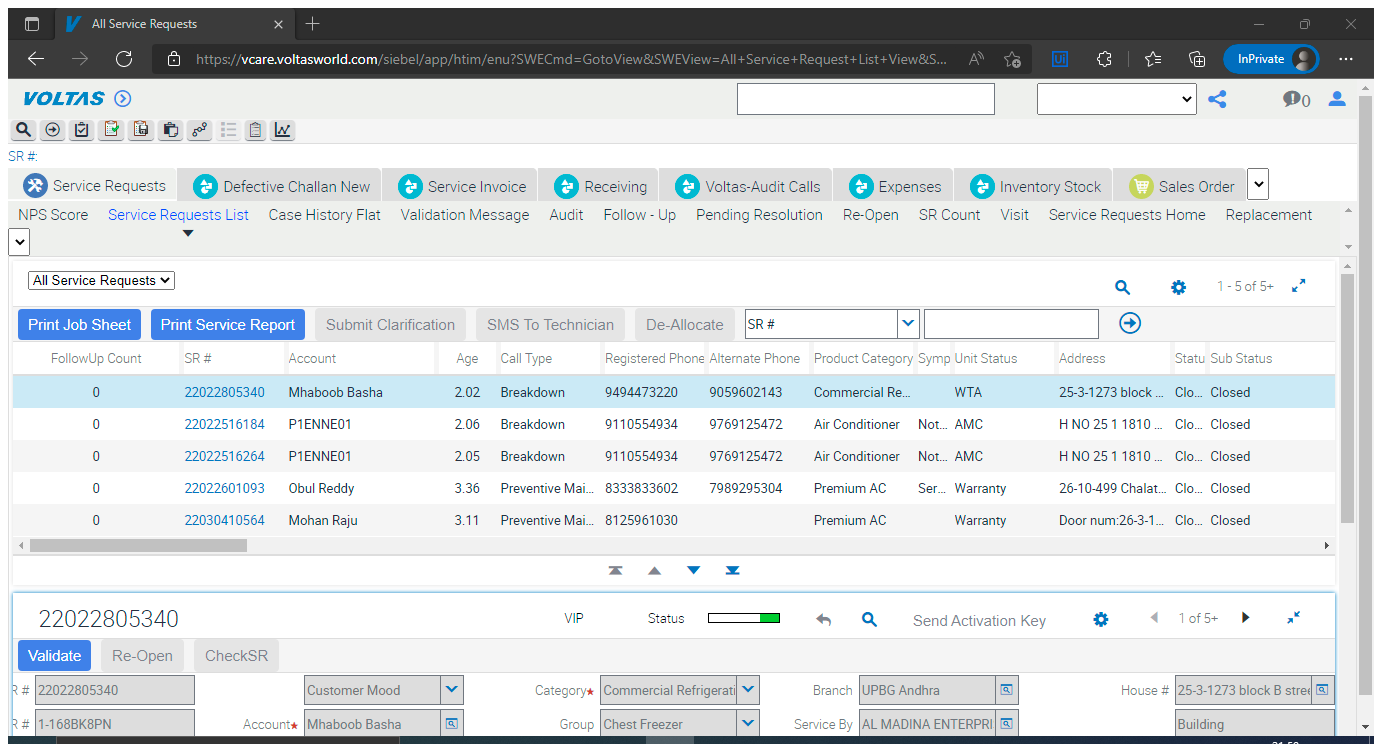 All Service Requests
https://vcare.voltasworld.com/siebel/app/htim/enu?SWECmd=GotoView&SWEView=All+Service+Request+List+View&S...
InPrivate
VOLTAS
0
SR #:
Service Requests Defective Challan New Service Invoice Receiving Voltas-Audit Calls Expenses Inventory Stock Sales Order
NPS Score Service Requests List Case History Flat Validation Message Audit Follow - Up Pending Resolution Re-Open SR Count Visit Service Requests Home Replacement
All Service Requests 1 - 5 of 5+
Print Job Sheet Print Service Report Submit Clarification SMS To Technician De-Allocate SR #
FollowUp Count SR # Account Age Call Type Registered Phone Alternate Phone Product Category Symp Unit Status Address Statu Sub Status
0 22022805340 Mhaboob Basha 2.02 Breakdown 9494473220 9059602143 Commercial Re... WTA 25-3-1273 block ... Clo... Closed
0 22022516184 P1ENNE01 2.06 Breakdown 9110554934 9769125472 Air Conditioner Not... AMC H NO 25 1 1810 ... Clo... Closed
0 22022516264 P1ENNE01 2.05 Breakdown 9110554934 9769125472 Air Conditioner Not... AMC H NO 25 1 1810 ... Clo... Closed
0 22022601093 Obul Reddy 3.36 Preventive Mai... 8333833602 7989295304 Premium AC Ser... Warranty 26-10-499 Chalat... Clo... Closed
0 22030410564 Mohan Raju 3.11 Preventive Mai... 8125961030 Premium AC Warranty Door num:26-3-1... Clo... Closed
22022805340 VIP Status Send Activation Key 1 of 5+
Validate Re-Open CheckSR
R # 22022805340 Customer Mood Category★ Commercial Refrigerati Branch UPBG Andhra House # 25-3-1273 block B stree
R # 1-168BK8PN Account★ Mhaboob Basha Group Chest Freezer Service By AL MADINA ENTERPRI Building